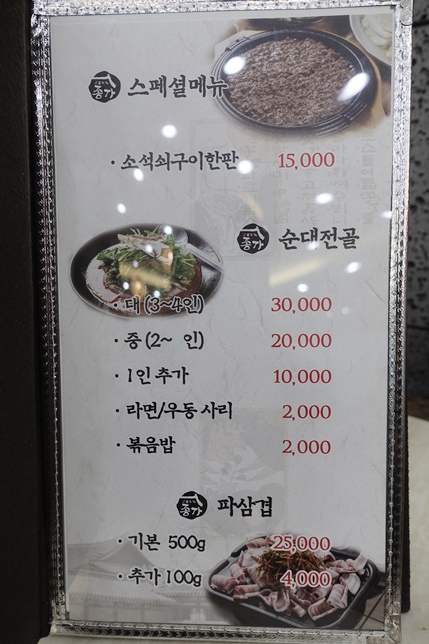 종가 스페셜메뉴
· 소석쇠구이한판 15,000
종가 순대전골
· 대 (3~4인) 30,000
· 중 (2~ 인) 20,000
· 1인 추가 10,000
· 라면/우동 사리 2,000
· 볶음밥 2,000
종가 파삼겹
· 기본 500g 25,000
· 추가 100g 4,000